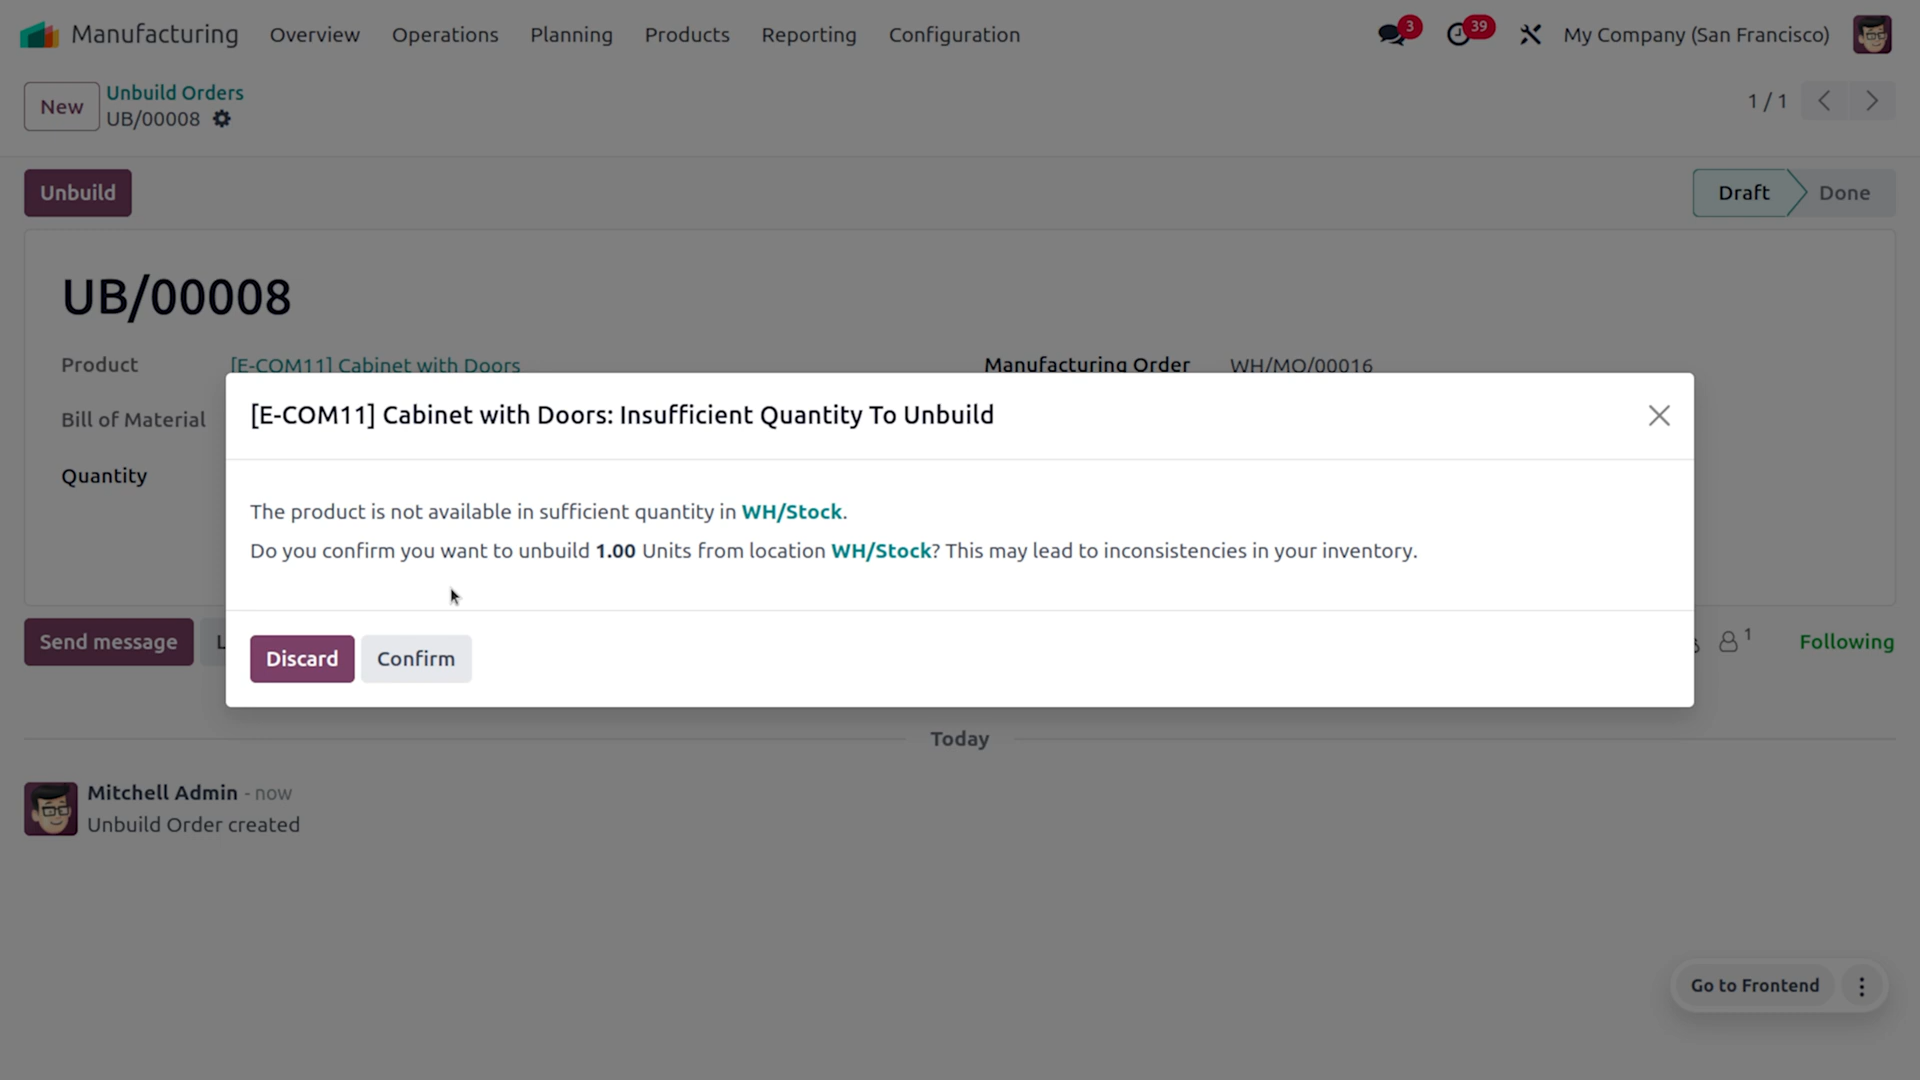 Manufacturing Overview Operations Planning Products Reporting Configuration 3 39 My Company (San Francisco)
New Unbuild Orders
UB/00008 1 / 1
Unbuild Draft Done
UB/00008
Product [E-COM11] Cabinet with Doors Manufacturing Order WH/MO/00016
Bill of Material
Quantity
[E-COM11] Cabinet with Doors: Insufficient Quantity To Unbuild
The product is not available in sufficient quantity in WH/Stock.
Do you confirm you want to unbuild 1.00 Units from location WH/Stock? This may lead to inconsistencies in your inventory.
Discard Confirm
Send message 1 Following
Today
Mitchell Admin - now
Unbuild Order created
Go to Frontend